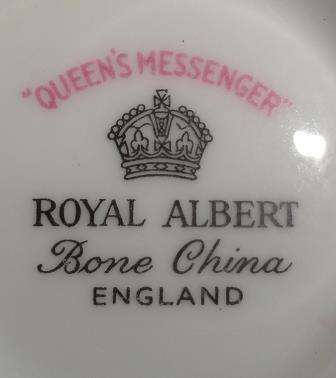 "QUEEN'S MESSENGER"
ROYAL ALBERT
Bone China
ENGLAND